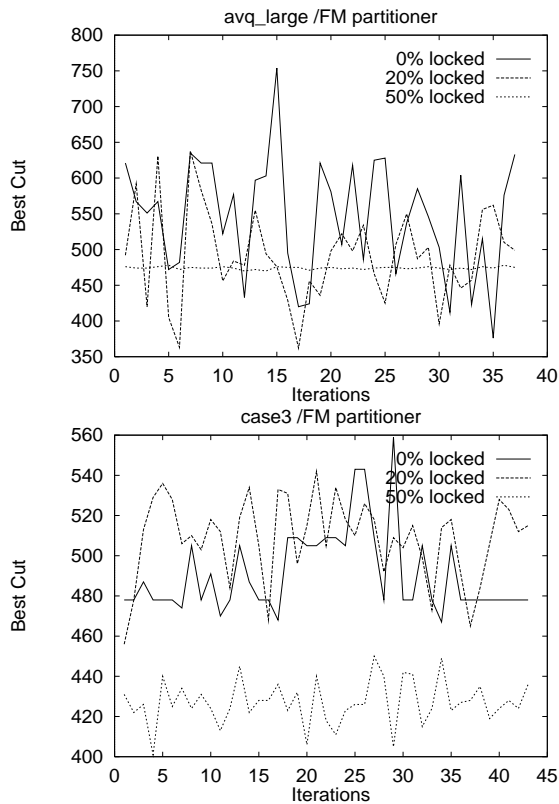 avq_large /FM partitioner
800
750
700
650
600
550
500
450
400
350
Best Cut
0% locked
20% locked
50% locked
0 5 10 15 20 25 30 35 40
Iterations
case3 /FM partitioner
560
540
520
500
480
460
440
420
400
Best Cut
0% locked
20% locked
50% locked
0 5 10 15 20 25 30 35 40 45
Iterations